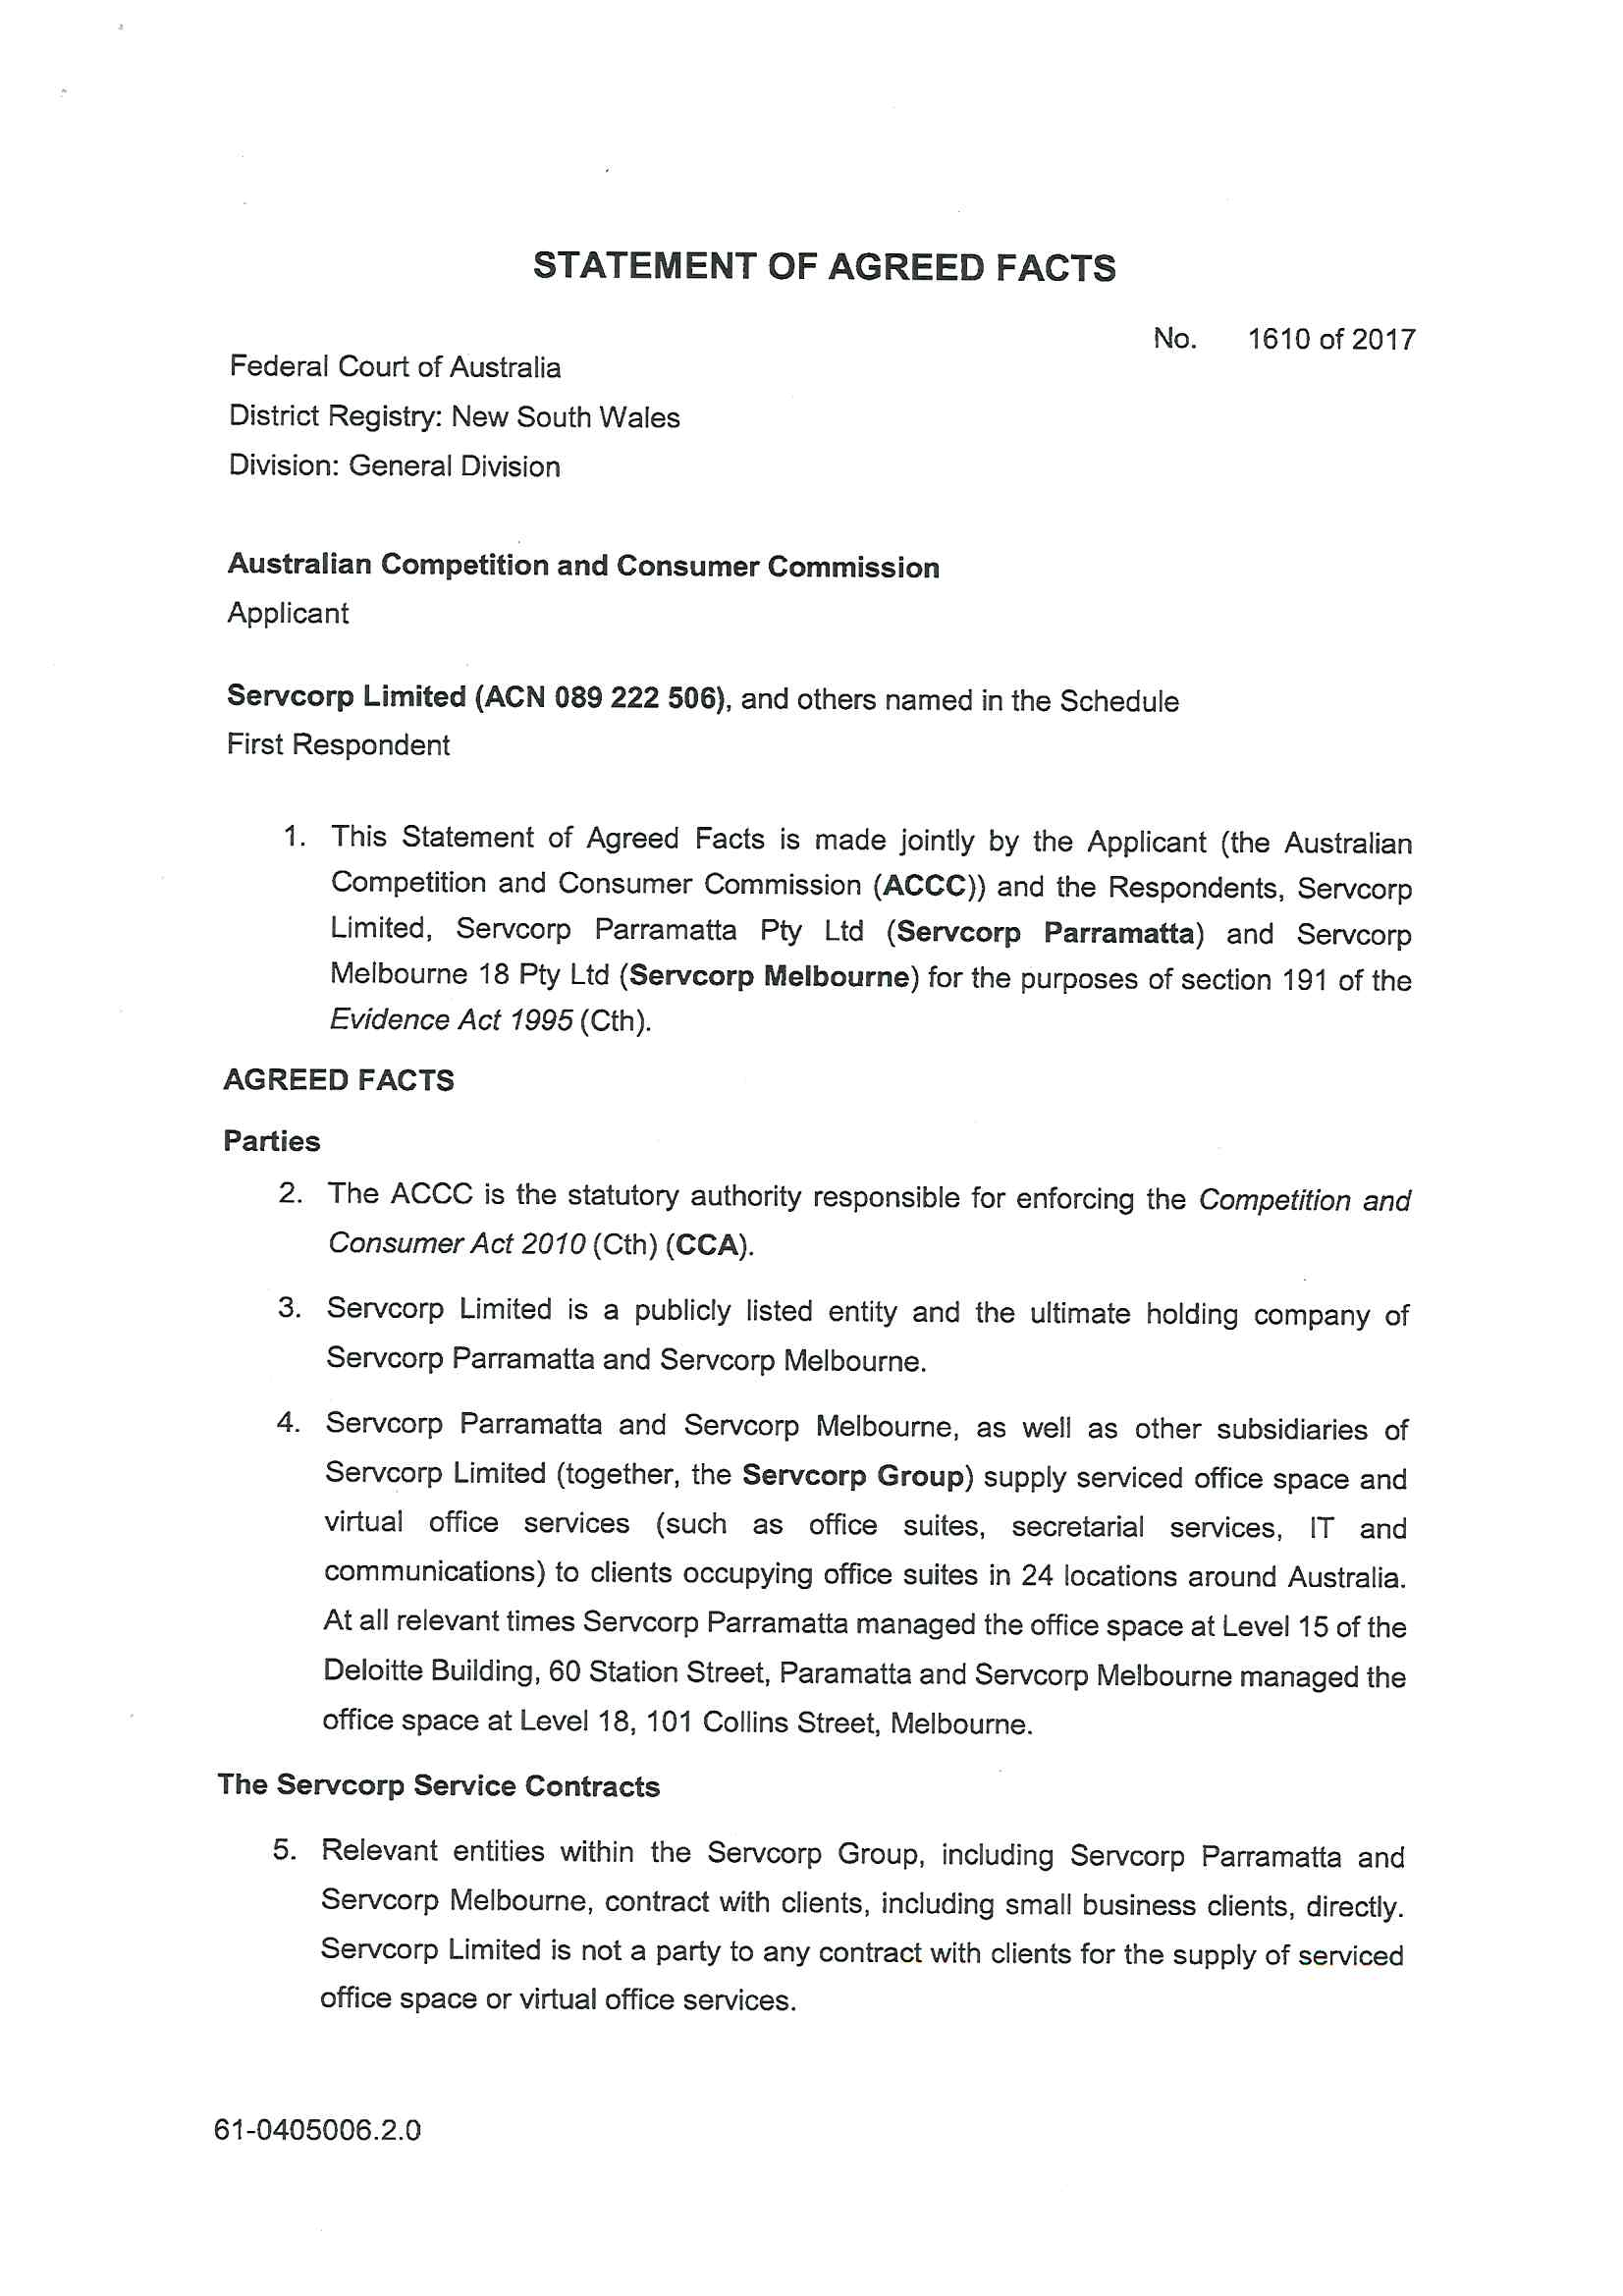 STATEMENT OF AGREED FACTS
No. 1610 of 2017
Federal Court of Australia
District Registry: New South Wales
Division: General Division
Australian Competition and Consumer Commission
Applicant
Servcorp Limited (ACN 089 222 506), and others named in the Schedule
First Respondent
1. This Statement of Agreed Facts is made jointly by the Applicant (the Australian
Competition and Consumer Commission (ACCC)) and the Respondents, Servcorp
Limited, Servcorp Parramatta Pty Ltd (Servcorp Parramatta) and Servcorp
Melbourne 18 Pty Ltd (Servcorp Melbourne) for the purposes of section 191 of the
Evidence Act 1995 (Cth).
AGREED FACTS
Parties
2. The ACCC is the statutory authority responsible for enforcing the Competition and
Consumer Act 2010 (Cth) (CCA).
3. Servcorp Limited is a publicly listed entity and the ultimate holding company of
Servcorp Parramatta and Servcorp Melbourne.
4. Servcorp Parramatta and Servcorp Melbourne, as well as other subsidiaries of
Servcorp Limited (together, the Servcorp Group) supply serviced office space and
virtual office services (such as office suites, secretarial services, IT and
communications) to clients occupying office suites in 24 locations around Australia.
At all relevant times Servcorp Parramatta managed the office space at Level 15 of the
Deloitte Building, 60 Station Street, Paramatta and Servcorp Melbourne managed the
office space at Level 18, 101 Collins Street, Melbourne.
The Servcorp Service Contracts
5. Relevant entities within the Servcorp Group, including Servcorp Parramatta and
Servcorp Melbourne, contract with clients, including small business clients, directly.
Servcorp Limited is not a party to any contract with clients for the supply of serviced
office space or virtual office services.
61-0405006.2.0